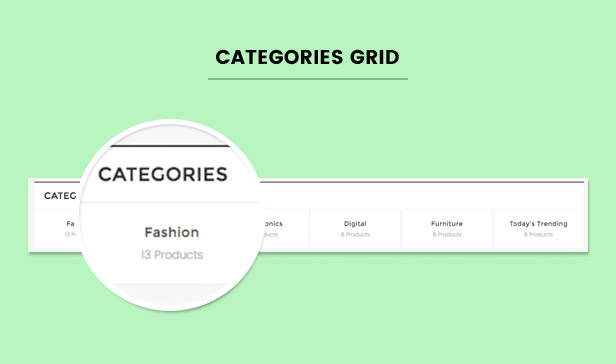 CATEGORIES GRID
CATEGORIES
CATEG
Fashion
13 Products
Fa
13 P
onics
ducts
Digital
8 Products
Furniture
8 Products
Today's Trending
8 Products